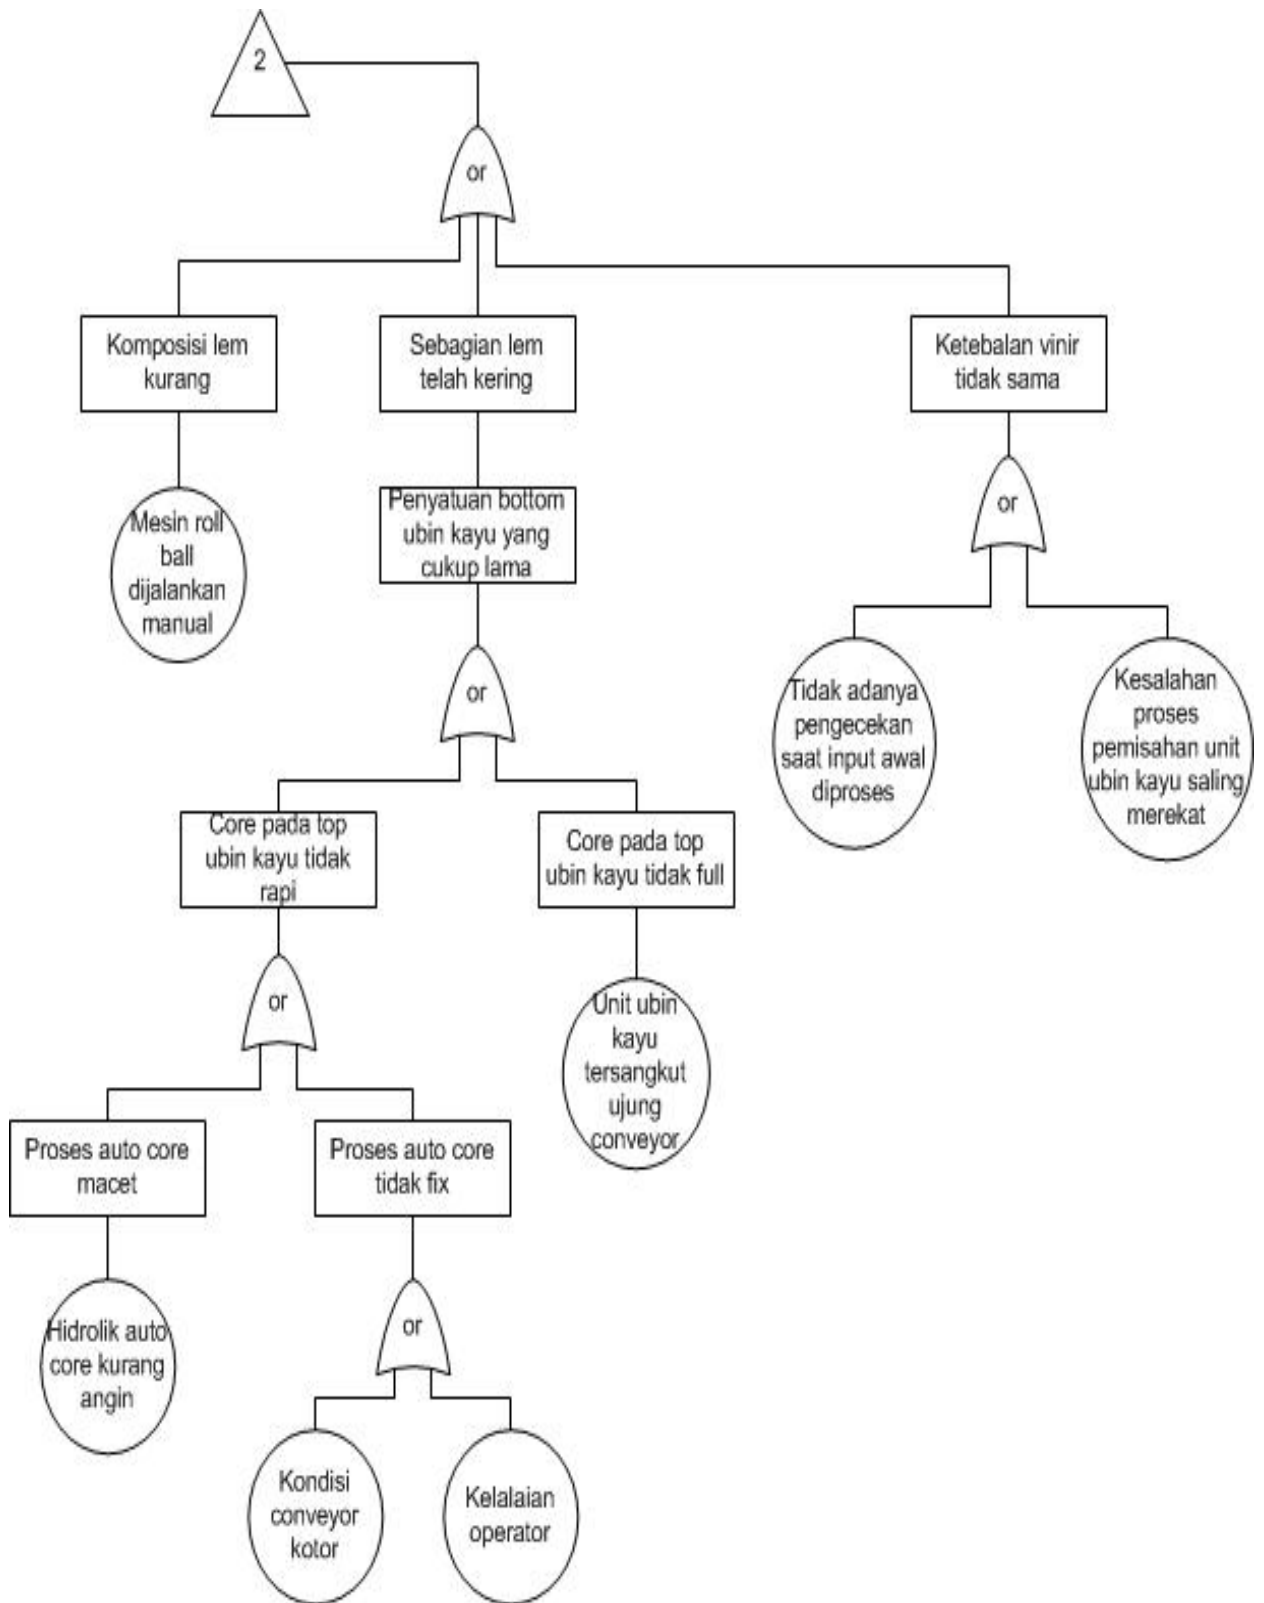 2
or
Komposisi lem
kurang
Sebagian lem
telah kering
Ketebalan vinir
tidak sama
Mesin roll
ball
dijalankan
manual
Penyatuan bottom
ubin kayu yang
cukup lama
or
or
Tidak adanya
pengecekan
saat input awal
diproses
Kesalahan
proses
pemisahan unit
ubin kayu saling
merekat
Core pada top
ubin kayu tidak
rapi
Core pada top
ubin kayu tidak full
or
Unit ubin
kayu
tersangkut
ujung
conveyor
Proses auto core
macet
Proses auto core
tidak fix
Hidrolik auto
core kurang
angin
or
Kondisi
conveyor
kotor
Kelalaian
operator